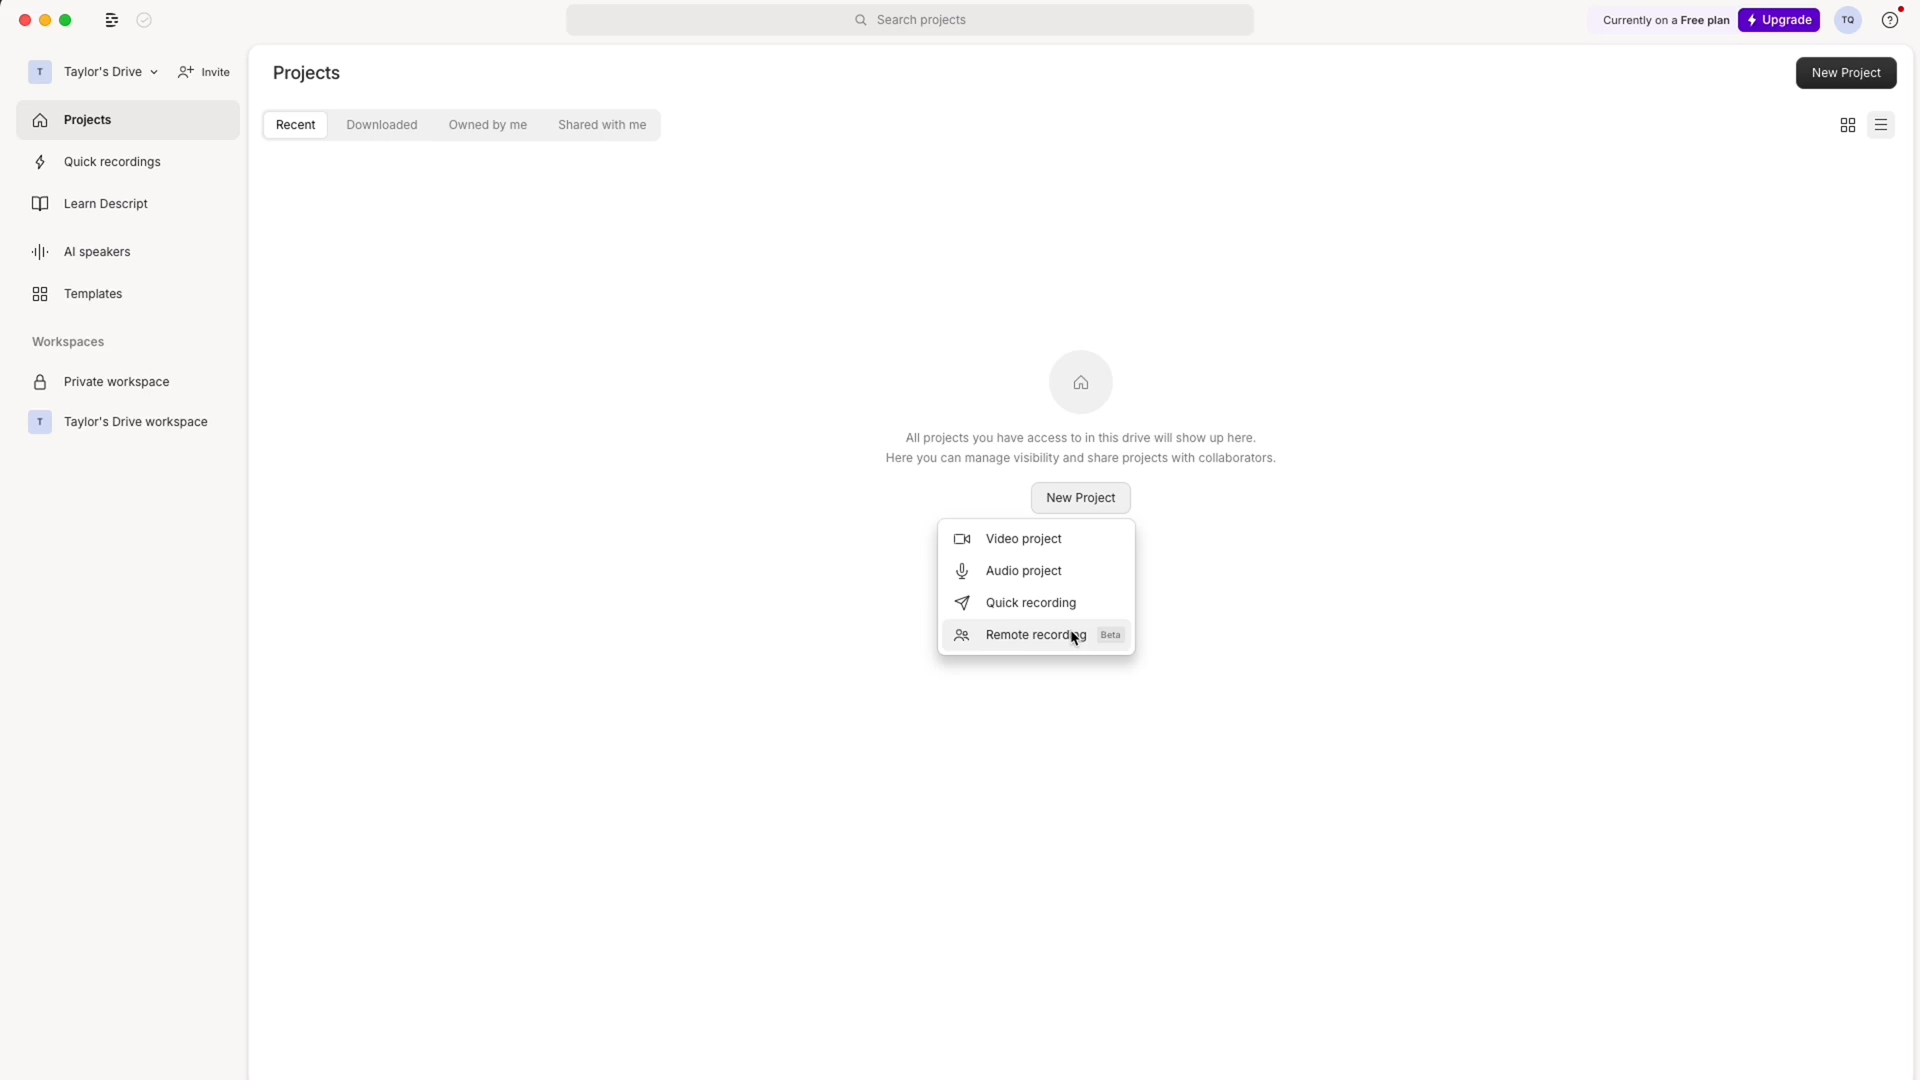 Search projects
Currently on a Free plan
Upgrade
TQ
T
Taylor's Drive
Invite
Projects
New Project
Projects
Quick recordings
Learn Descript
AI speakers
Templates
Workspaces
Private workspace
T
Taylor's Drive workspace
Recent
Downloaded
Owned by me
Shared with me
All projects you have access to in this drive will show up here.
Here you can manage visibility and share projects with collaborators.
New Project
Video project
Audio project
Quick recording
Remote recording
Beta